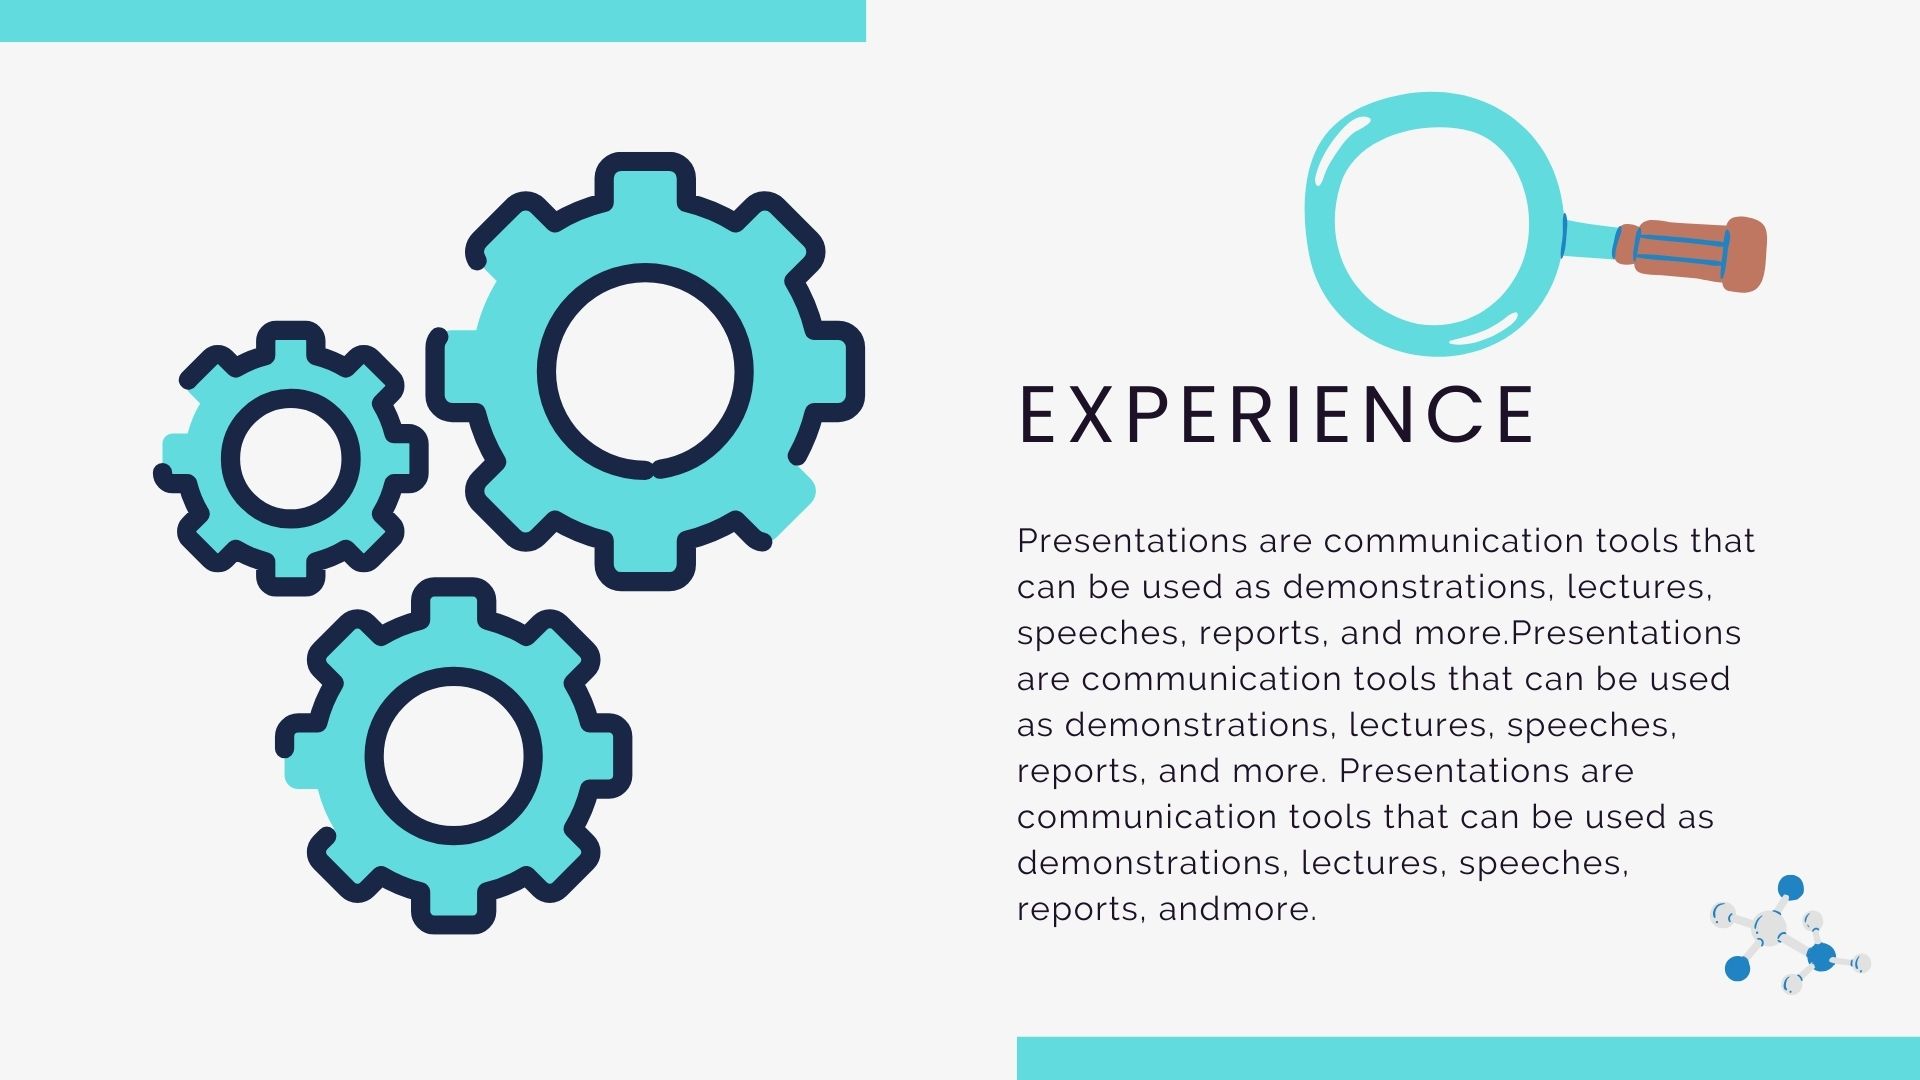 EXPERIENCE
Presentations are communication tools that
can be used as demonstrations, lectures,
speeches, reports, and more.Presentations
are communication tools that can be used
as demonstrations, lectures, speeches,
reports, and more. Presentations are
communication tools that can be used as
demonstrations, lectures, speeches,
reports, andmore.